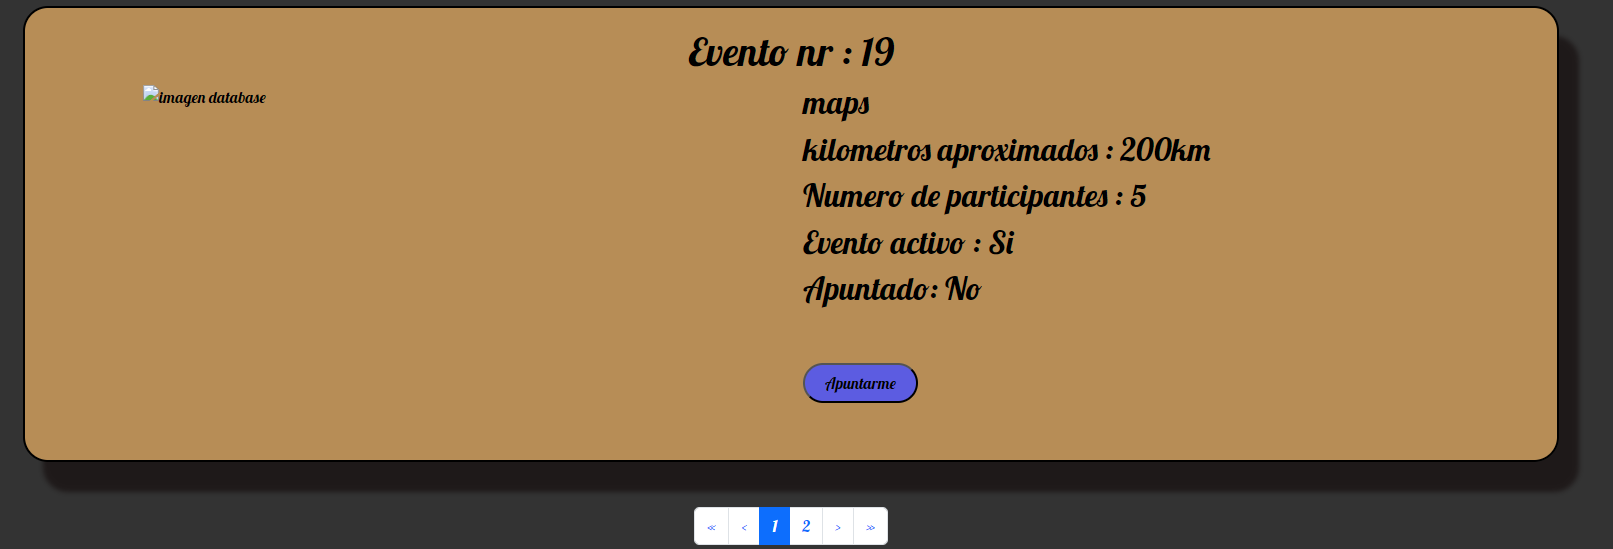 Evento nr : 19
imagen database
maps
kilometros aproximados : 200km
Numero de participantes : 5
Evento activo : Si
Apuntado: No
Apuntarme
« ‹ 1 2 › »